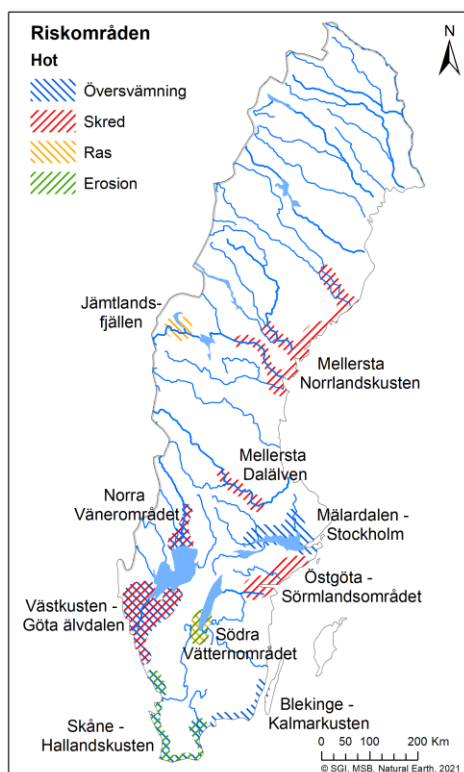 Riskområden
Hot
Översvämning
Skred
Ras
Erosion
N
Jämtlands-
fjällen
Mellersta
Norrlandskusten
Mellersta
Dalälven
Norra
Vänerområdet
Mälardalen -
Stockholm
Östgöta -
Sörmlandsområdet
Västkusten -
Göta älvdalen
Södra
Vätternområdet
Blekinge -
Kalmarkusten
Skåne -
Hallandskusten
0 50 100 200 Km
© SGI, MSB, Natural Earth, 2021